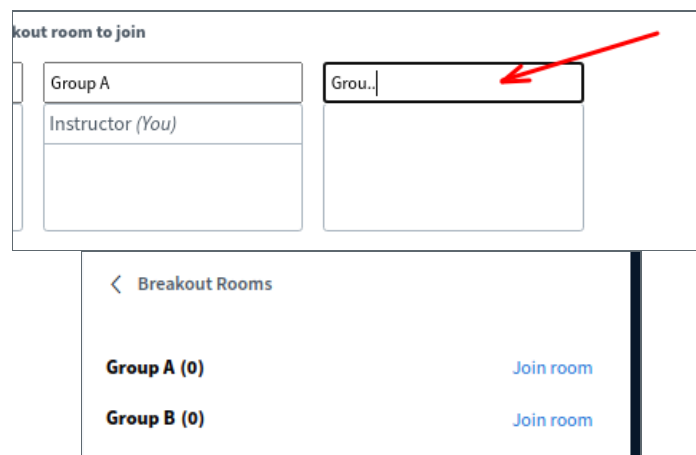 kout room to join
Group A
Grou..
Instructor (You)
Breakout Rooms
Group A (0)
Join room
Group B (0)
Join room